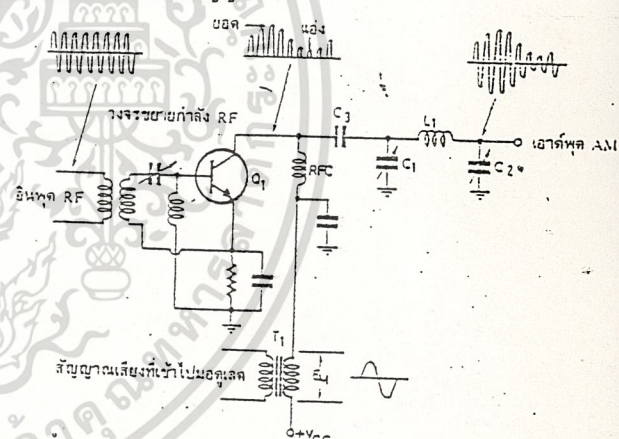 ยอด
แอ่ง
วงจรขยายกำลัง RF
C3
L1
เอาต์พุต AM
Q1
RFC
C1
C2
อินพุต RF
T1
สัญญาณเสียงที่เข้าไปมอดูเลต
+VCC